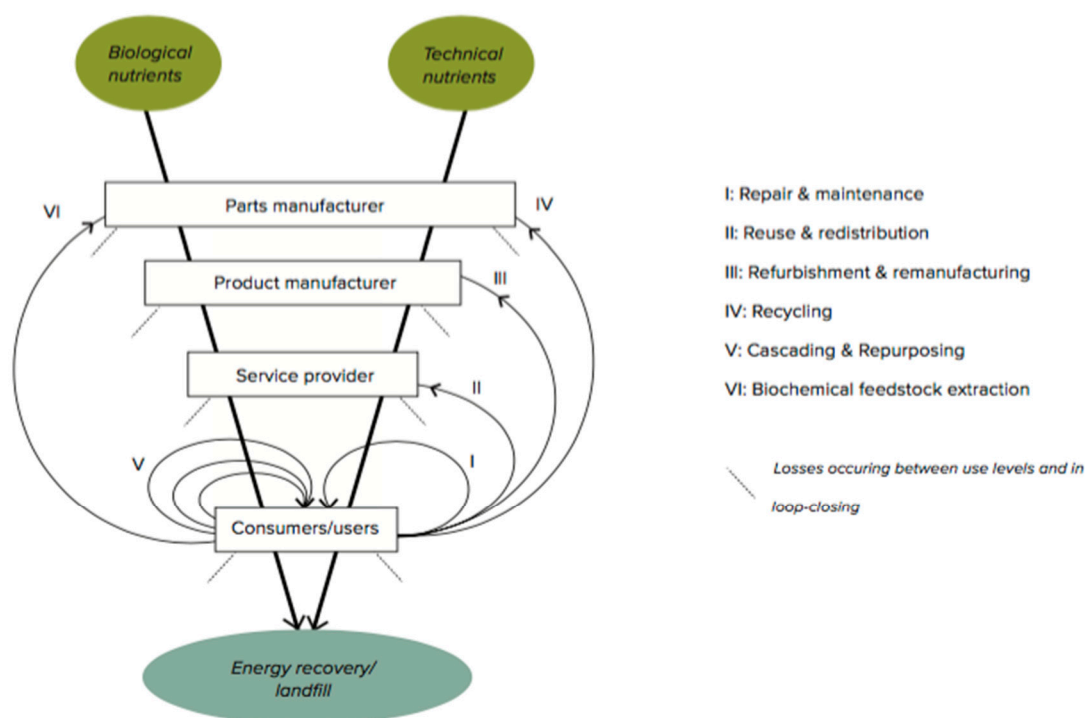 Biological
nutrients
Technical
nutrients
VI
Parts manufacturer
IV
Product manufacturer
III
Service provider
II
V
I
Consumers/users
Energy recovery/
landfill
I: Repair & maintenance
II: Reuse & redistribution
III: Refurbishment & remanufacturing
IV: Recycling
V: Cascading & Repurposing
VI: Biochemical feedstock extraction
Losses occuring between use levels and in
loop-closing